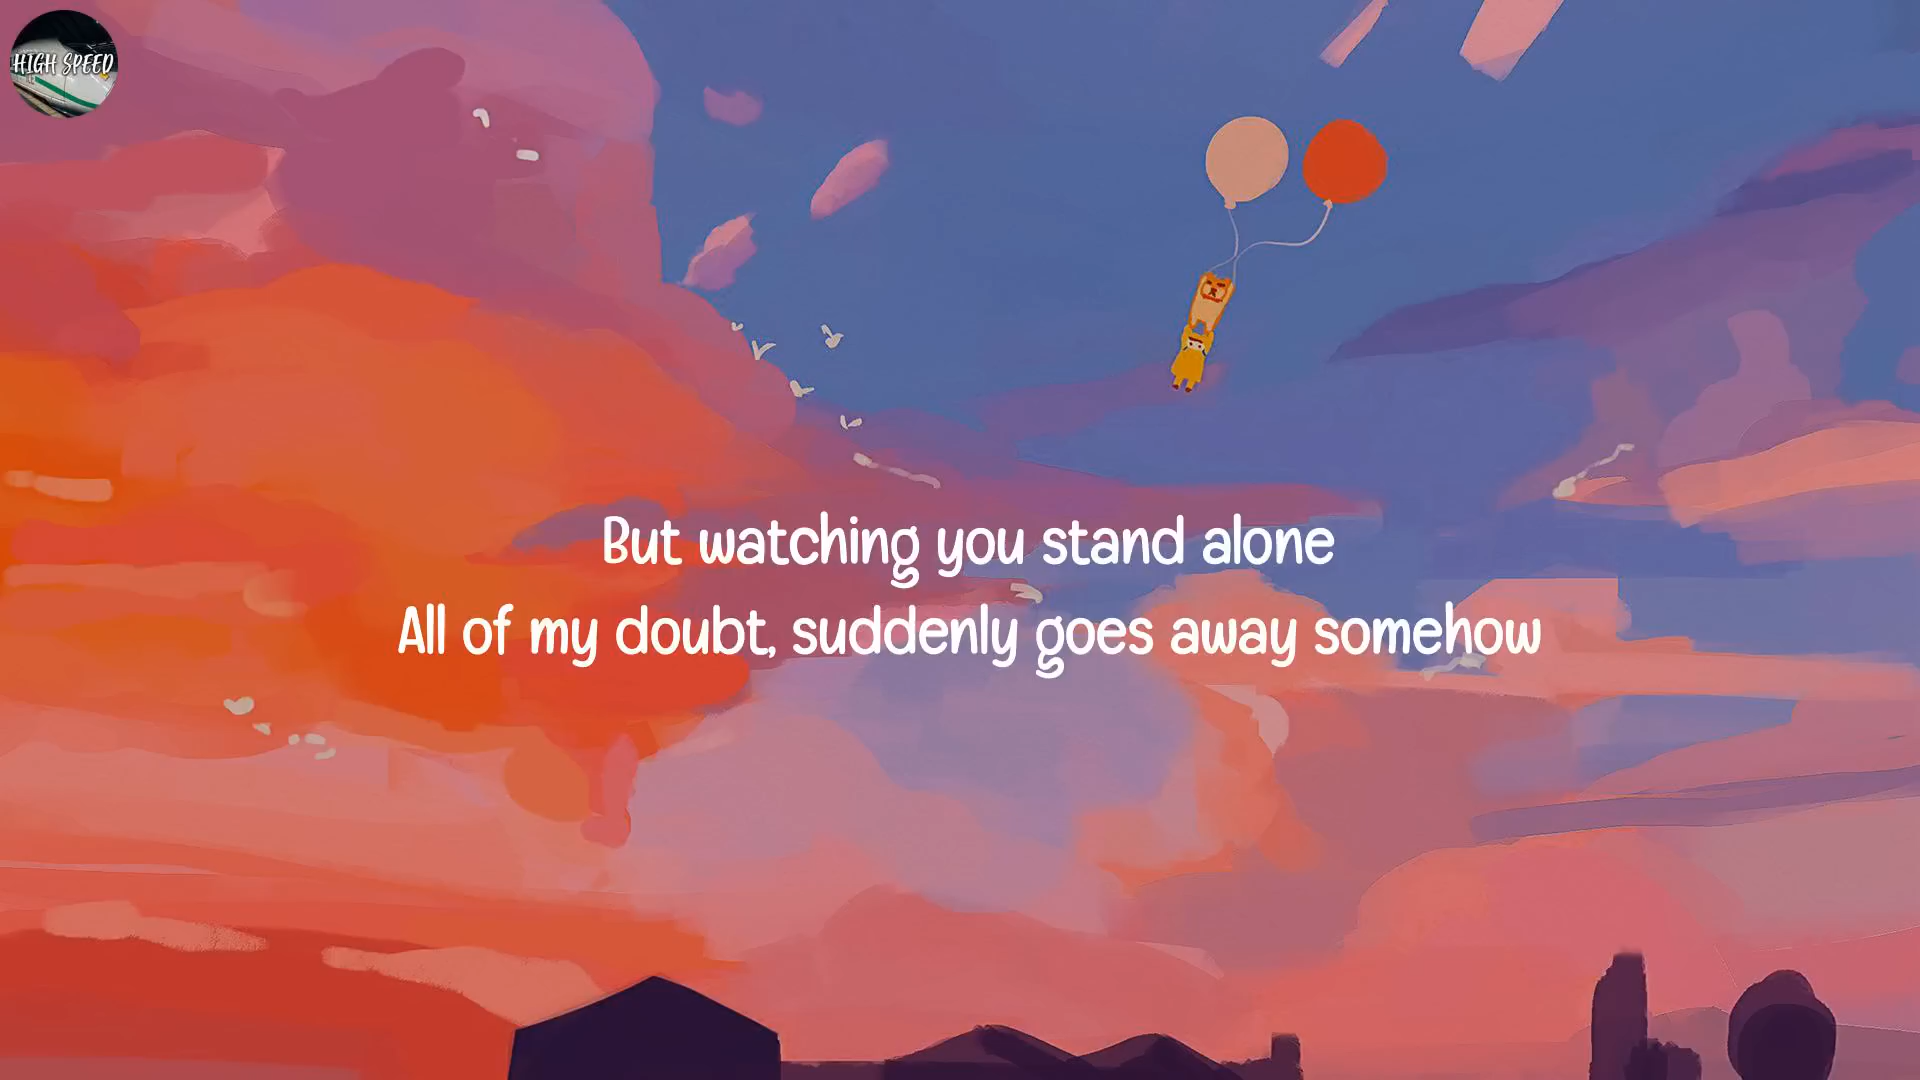 HIGH SPEED
But watching you stand alone
All of my doubt, suddenly goes away somehow